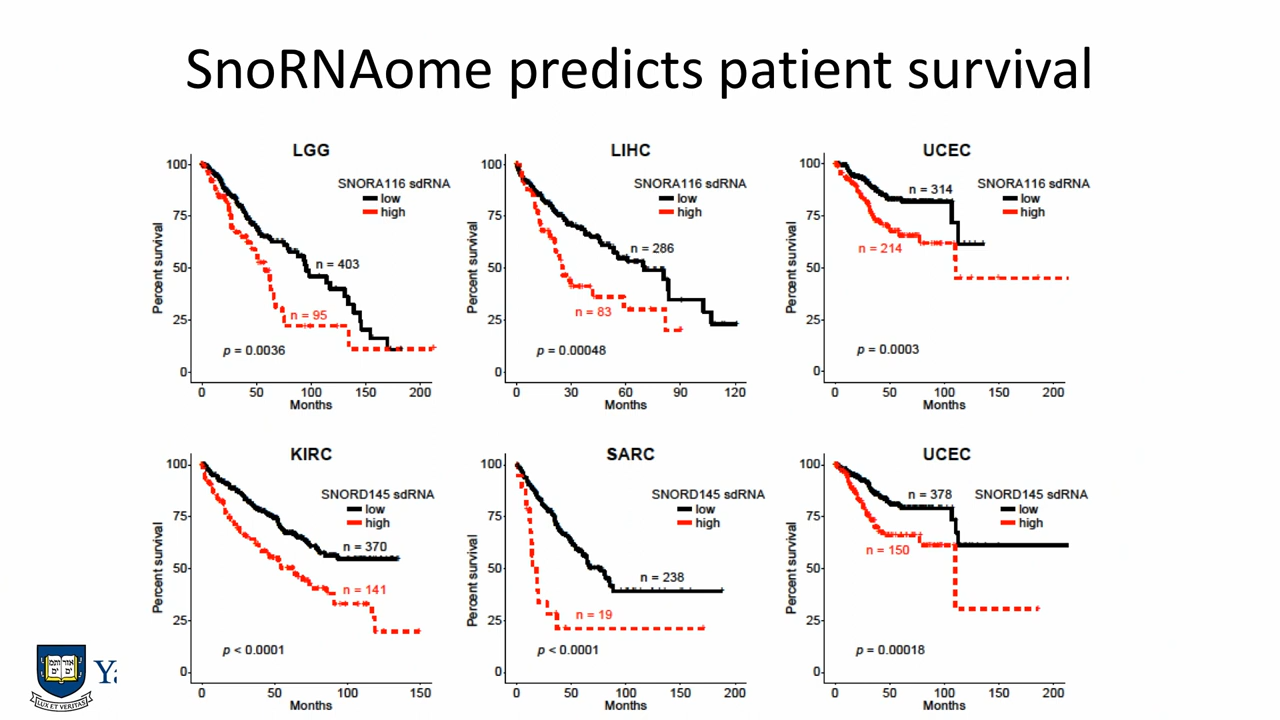 SnoRNAome predicts patient survival
LGG
SNORA116 sdRNA
low
high
n = 403
n = 95
p = 0.0036
Percent survival
100
75
50
25
0
0 50 100 150 200
Months
LIHC
SNORA116 sdRNA
low
high
n = 286
n = 83
p = 0.00048
Percent survival
100
75
50
25
0
0 30 60 90 120
Months
UCEC
SNORA116 sdRNA
low
high
n = 314
n = 214
p = 0.0003
Percent survival
100
75
50
25
0
0 50 100 150 200
Months
KIRC
SNORD145 sdRNA
low
high
n = 370
n = 141
p < 0.0001
Percent survival
100
75
50
25
0
0 50 100 150
Months
SARC
SNORD145 sdRNA
low
high
n = 238
n = 19
p < 0.0001
Percent survival
100
75
50
25
0
0 50 100 150 200
Months
UCEC
SNORD145 sdRNA
low
high
n = 378
n = 150
p = 0.00018
Percent survival
100
75
50
25
0
0 50 100 150 200
Months
LUX ET VERITAS